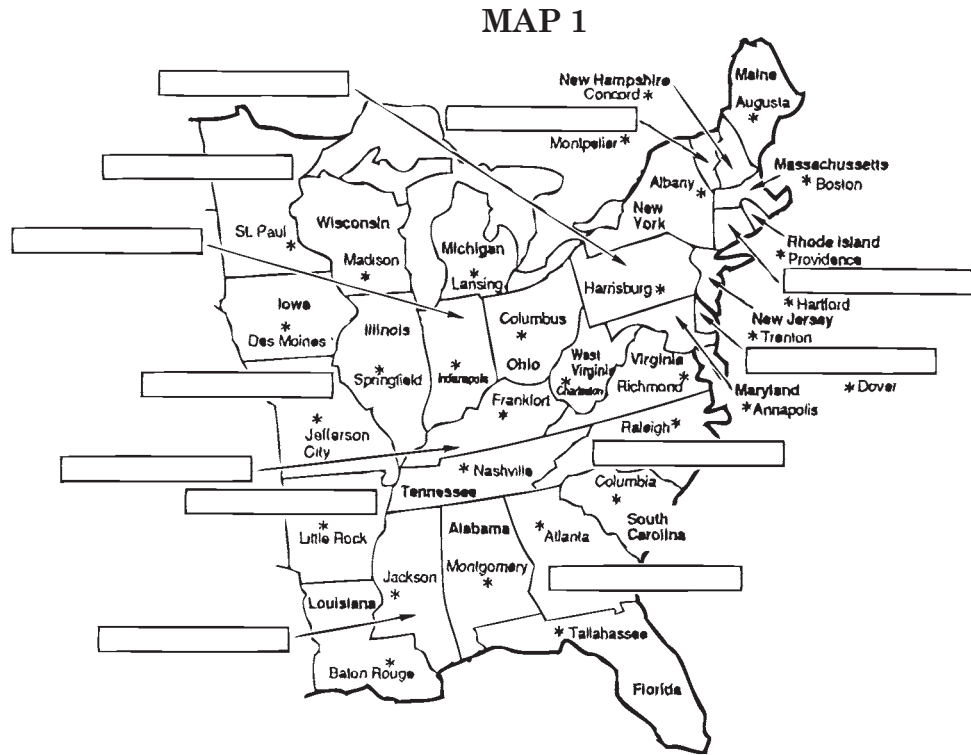 MAP 1
Maine
New Hampshire
Concord *
Augusta
*
Montpelier *
Massachussetts
* Boston
Albany *
New
York
Wisconsin
St. Paul *
Michigan
*
Lansing
Madison
*
Rhode Island
* Providence
Harrisburg *
* Hartford
Iowa
*
Des Moines
Illinois
Columbus
*
Ohio
New Jersey
* Trenton
West
Virginia
*
Charleston
Virginia
Richmond *
*
Springfield
*
Indianapolis
Maryland
* Annapolis
* Dover
Frankfort
*
*
Jefferson
City
Raleigh *
* Nashville
Tennessee
Columbia
*
South
Carolina
*
Little Rock
Alabama
*
Atlanta
Montgomery
*
Jackson
*
Louisiana
* Tallahassee
*
Baton Rouge
Florida